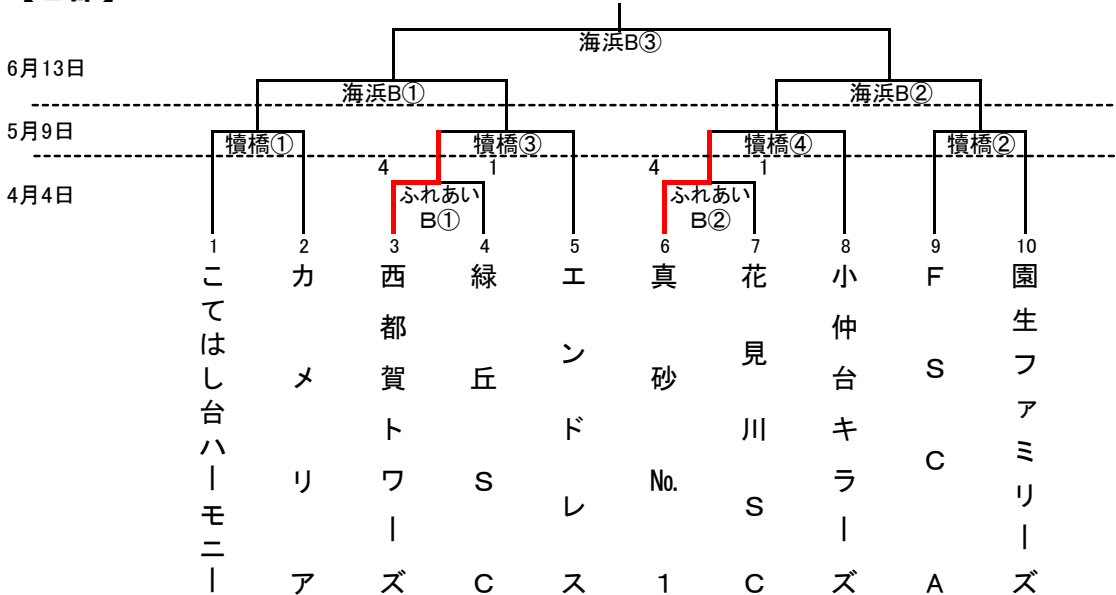 海浜B③
6月13日
海浜B① 海浜B②
5月9日
犢橋① 犢橋③ 犢橋④ 犢橋②
4 1 4 1
4月4日
ふれあい
B①
ふれあい
B②
1 2 3 4 5 6 7 8 9 10
こてはし台ハーモニー
カメリア
西都賀トワーズ
緑丘SC
エンドレス
真砂№1
花見川SC
小仲台キラーズ
FSCA
園生ファミリーズ